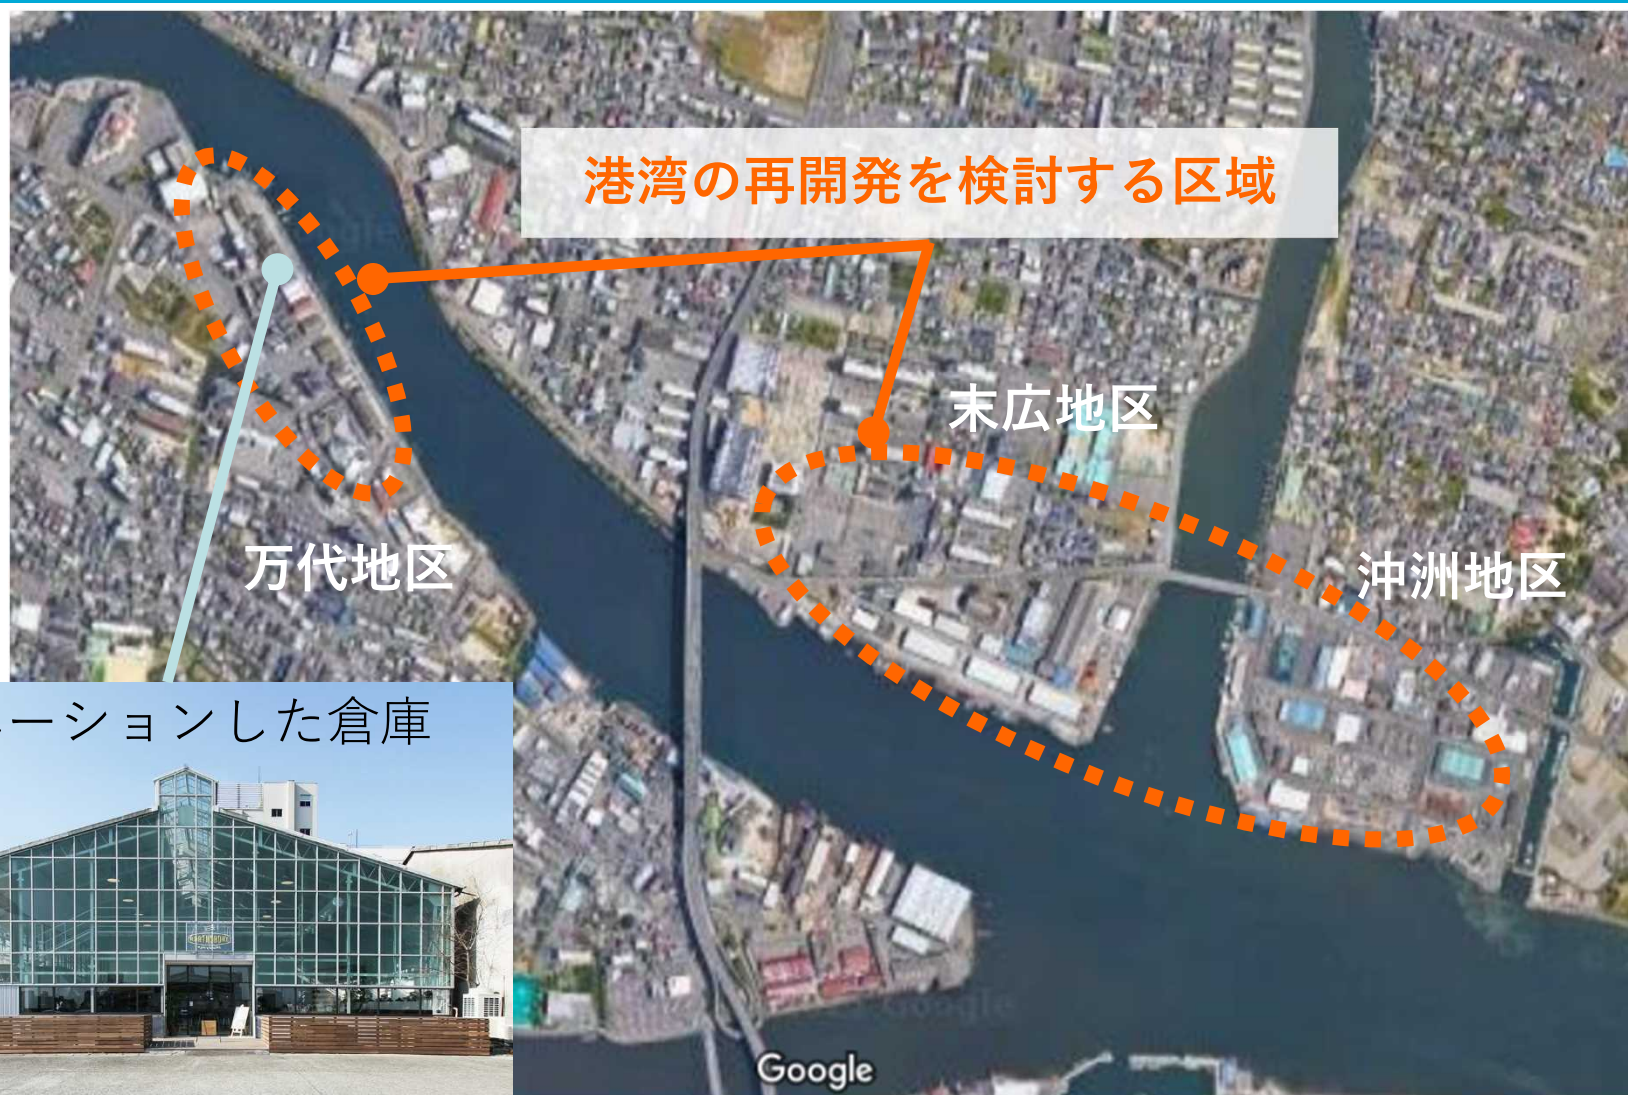 港湾の再開発を検討する区域
末広地区
沖洲地区
万代地区
ーションした倉庫
Google